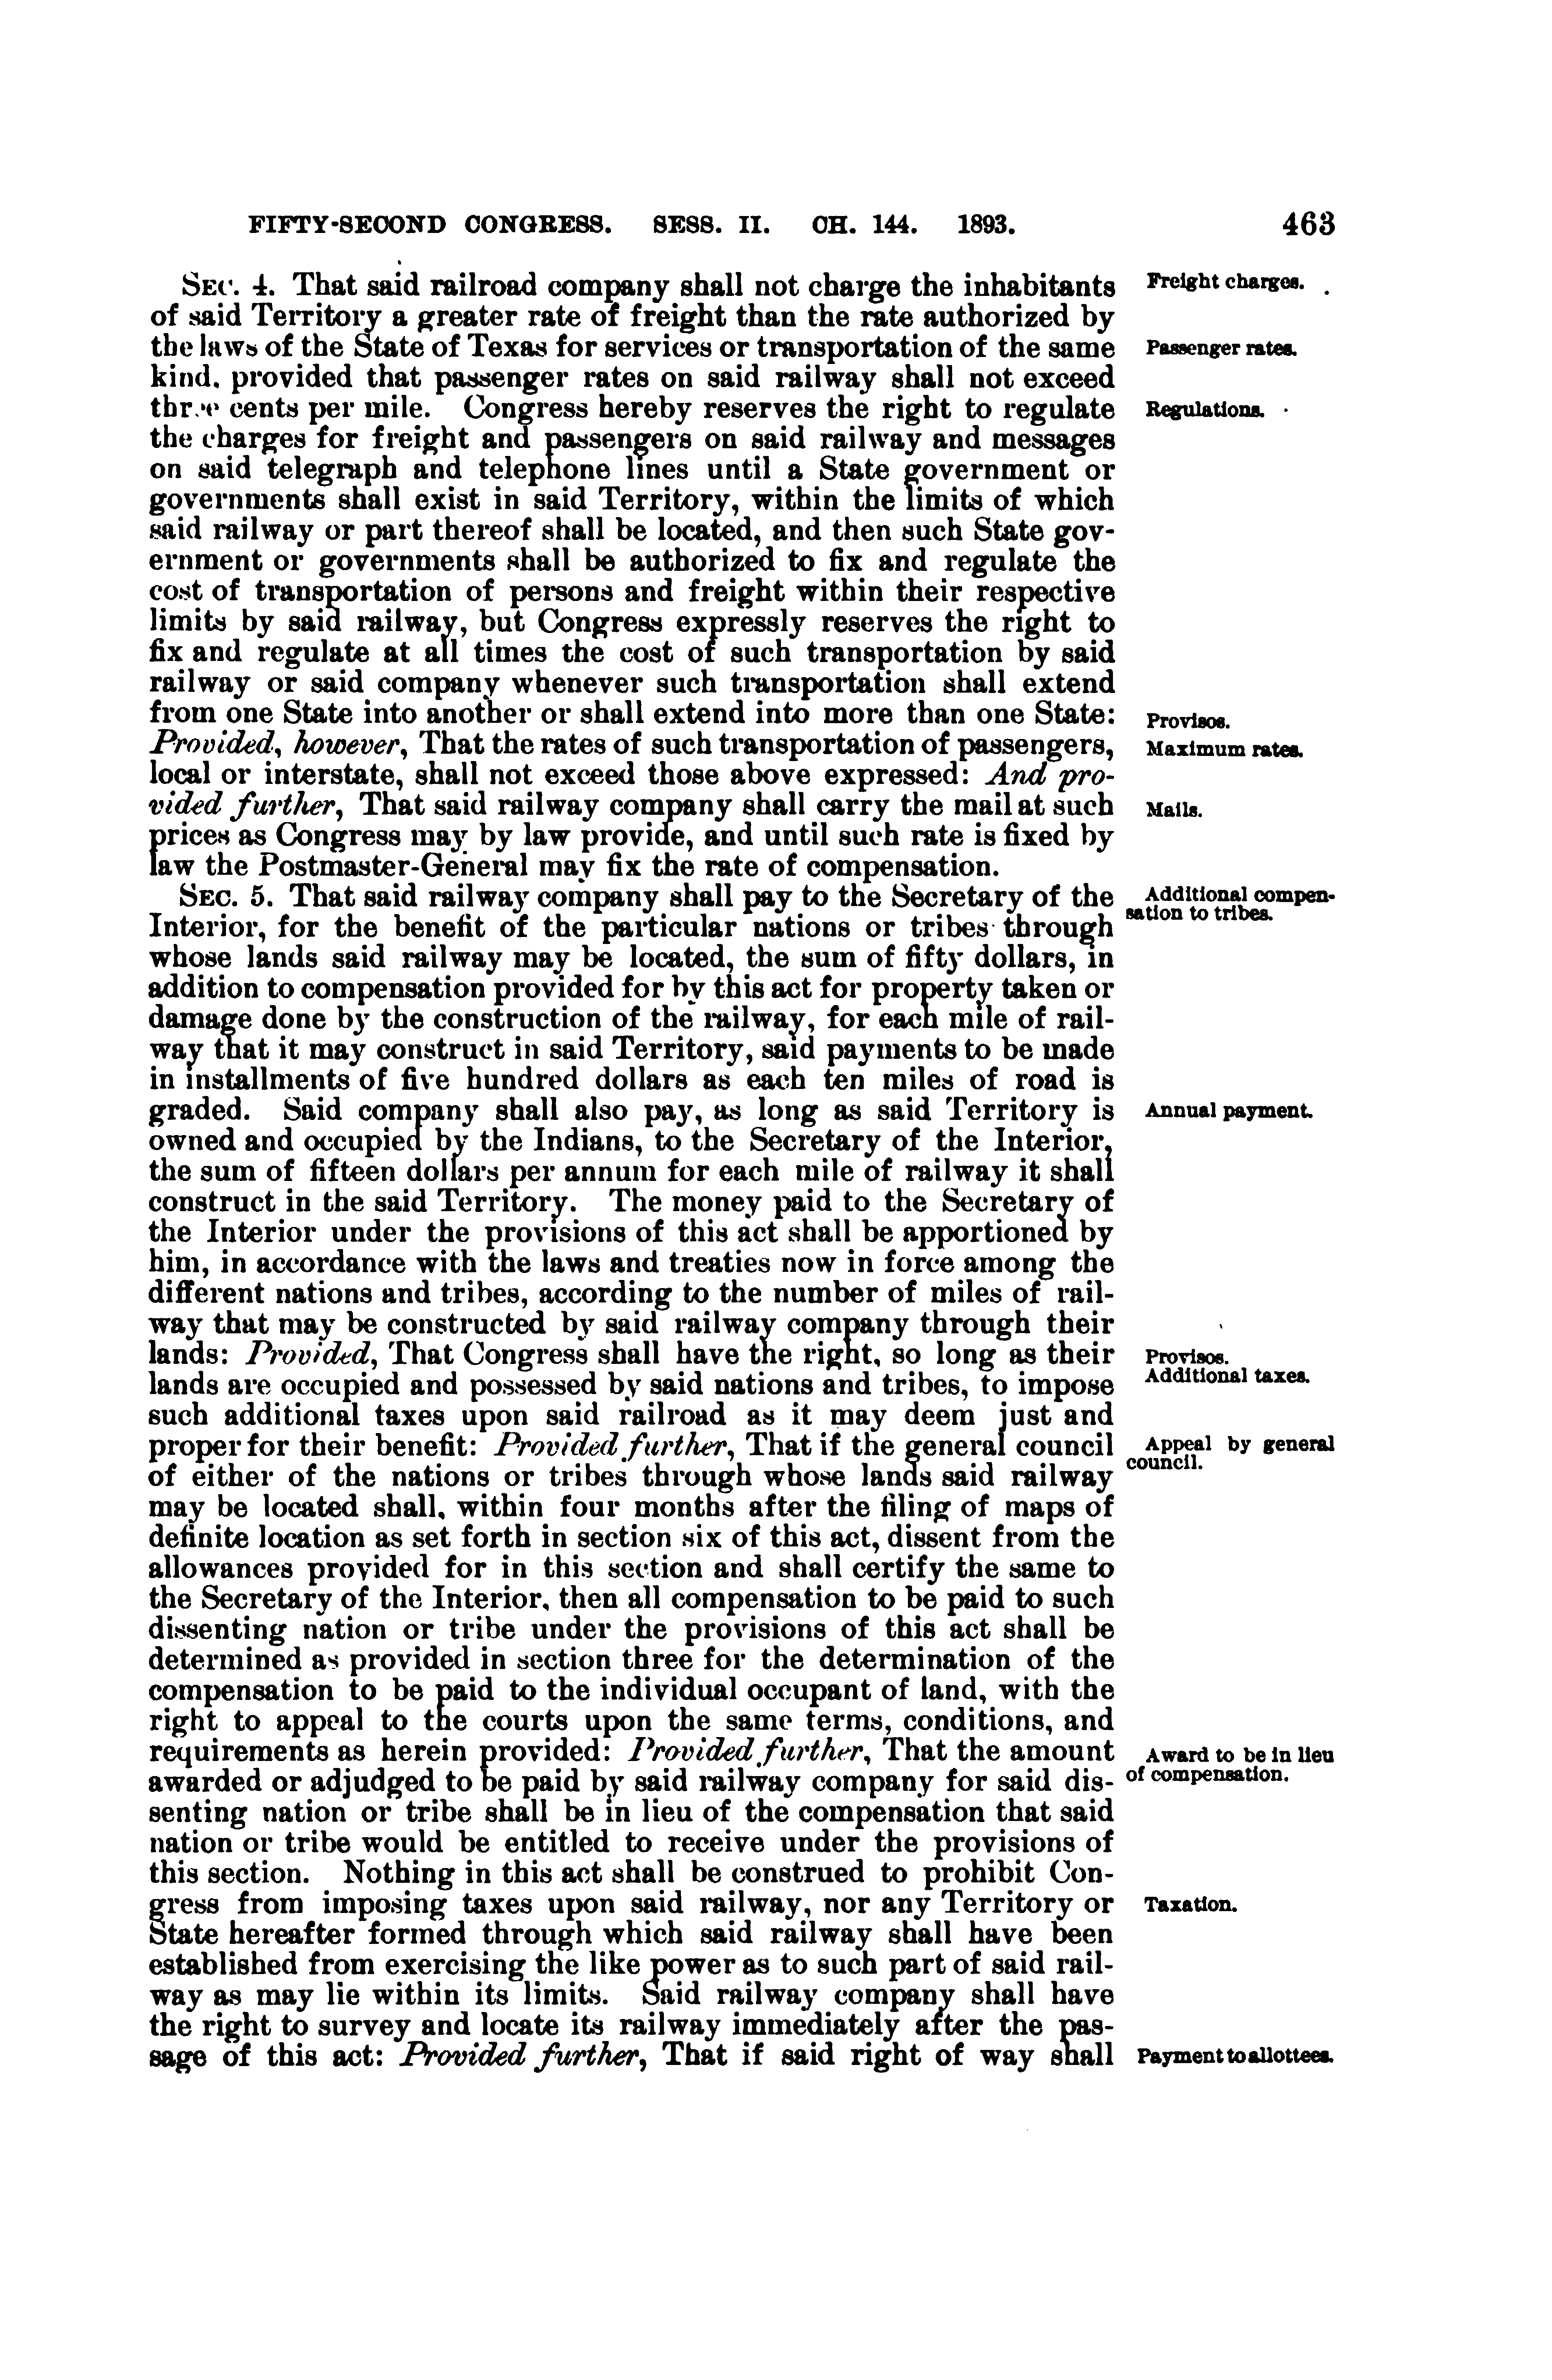 FIFTY-SECOND CONGRESS. SESS. II. CH. 144. 1893. 463
SEC. 4. That said railroad company shall not charge the inhabitants
Freight charges.
of said Territory a greater rate of freight than the rate authorized by
the laws of the State of Texas for services or transportation of the same
Passenger rates.
kind, provided that passenger rates on said railway shall not exceed
three cents per mile. Congress hereby reserves the right to regulate
Regulations.
the charges for freight and passengers on said railway and messages
on said telegraph and telephone lines until a State government or
governments shall exist in said Territory, within the limits of which
said railway or part thereof shall be located, and then such State gov-
ernment or governments shall be authorized to fix and regulate the
cost of transportation of persons and freight within their respective
limits by said railway, but Congress expressly reserves the right to
fix and regulate at all times the cost of such transportation by said
railway or said company whenever such transportation shall extend
from one State into another or shall extend into more than one State:
Provisos.
Provided, however, That the rates of such transportation of passengers,
Maximum rates.
local or interstate, shall not exceed those above expressed: And pro-
vided further, That said railway company shall carry the mail at such
Mails.
prices as Congress may by law provide, and until such rate is fixed by
law the Postmaster-General may fix the rate of compensation.
SEC. 5. That said railway company shall pay to the Secretary of the
Additional compen-
sation to tribes.
Interior, for the benefit of the particular nations or tribes through
whose lands said railway may be located, the sum of fifty dollars, in
addition to compensation provided for by this act for property taken or
damage done by the construction of the railway, for each mile of rail-
way that it may construct in said Territory, said payments to be made
in installments of five hundred dollars as each ten miles of road is
graded. Said company shall also pay, as long as said Territory is
Annual payment.
owned and occupied by the Indians, to the Secretary of the Interior,
the sum of fifteen dollars per annum for each mile of railway it shall
construct in the said Territory. The money paid to the Secretary of
the Interior under the provisions of this act shall be apportioned by
him, in accordance with the laws and treaties now in force among the
different nations and tribes, according to the number of miles of rail-
way that may be constructed by said railway company through their
lands: Provided, That Congress shall have the right, so long as their
Provisos.
Additional taxes.
lands are occupied and possessed by said nations and tribes, to impose
such additional taxes upon said railroad as it may deem just and
proper for their benefit: Provided further, That if the general council
Appeal by general
council.
of either of the nations or tribes through whose lands said railway
may be located shall, within four months after the filing of maps of
definite location as set forth in section six of this act, dissent from the
allowances provided for in this section and shall certify the same to
the Secretary of the Interior, then all compensation to be paid to such
dissenting nation or tribe under the provisions of this act shall be
determined as provided in section three for the determination of the
compensation to be paid to the individual occupant of land, with the
right to appeal to the courts upon the same terms, conditions, and
requirements as herein provided: Provided further, That the amount
Award to be in lieu
of compensation.
awarded or adjudged to be paid by said railway company for said dis-
senting nation or tribe shall be in lieu of the compensation that said
nation or tribe would be entitled to receive under the provisions of
this section. Nothing in this act shall be construed to prohibit Con-
gress from imposing taxes upon said railway, nor any Territory or
Taxation.
State hereafter formed through which said railway shall have been
established from exercising the like power as to such part of said rail-
way as may lie within its limits. Said railway company shall have
the right to survey and locate its railway immediately after the pas-
sage of this act: Provided further, That if said right of way shall
Payment to allottees.